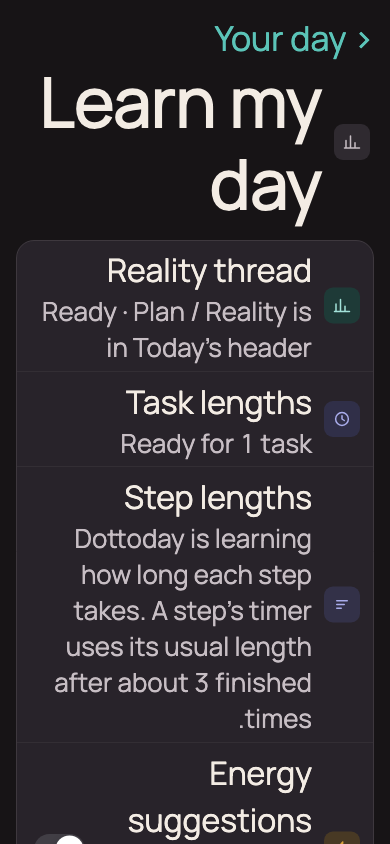 Your day
Learn my
day
Reality thread
Ready · Plan / Reality is
in Today's header
Task lengths
Ready for 1 task
Step lengths
Dottoday is learning
how long each step
takes. A step's timer
uses its usual length
after about 3 finished
.times
Energy
suggestions